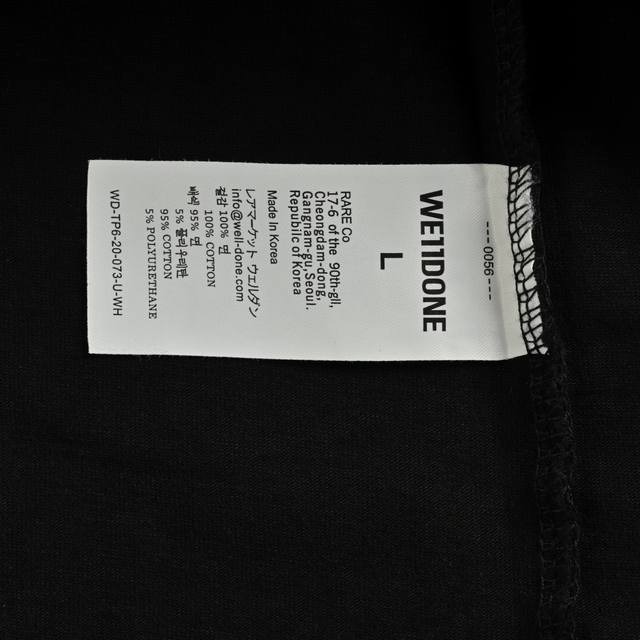 --- 0056 ---
WE11DONE
L
RARE Co
17-6 of the 90th-gil,
Cheongdam-dong,
Gangnam-gu,Seoul.
Republic of Korea
Made In Korea
レアマーケット ウェルダン
info@well-done.com
겉감 100% 면
100% COTTON
배색 95% 면
5% 폴리우레탄
95% COTTON
5% POLYURETHANE
WD-TP6-20-073-U-WH